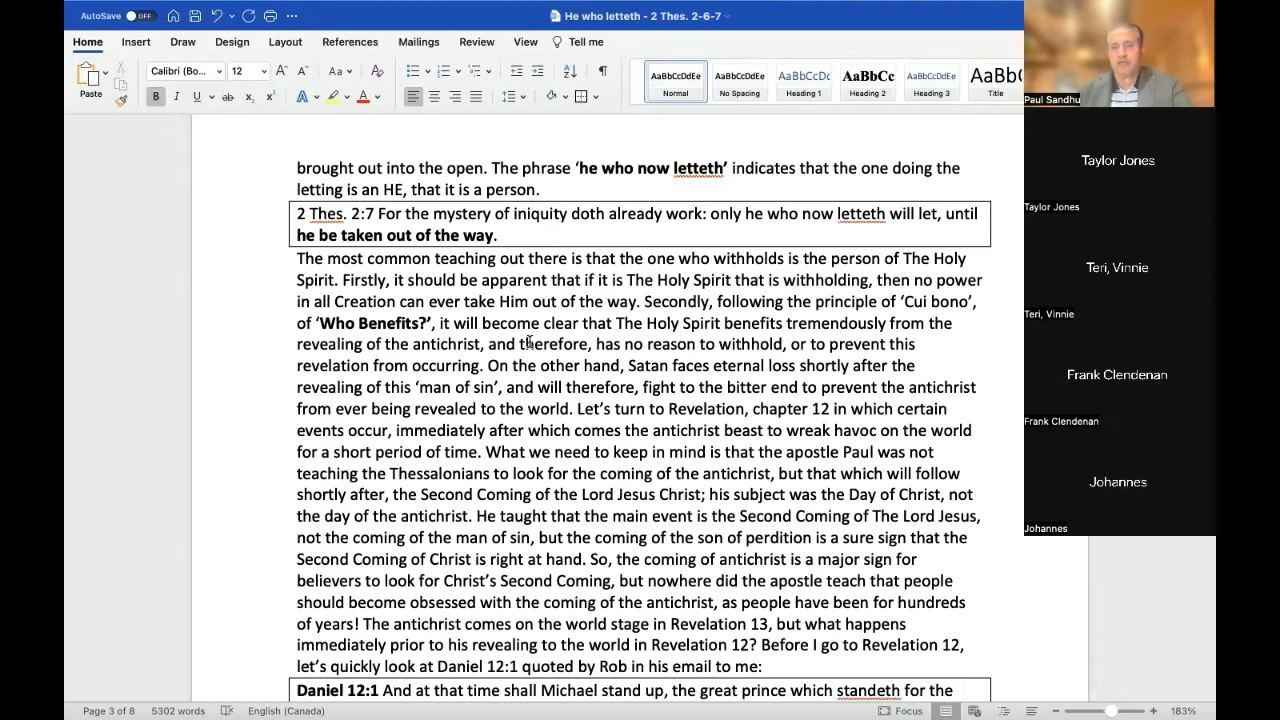 AutoSave OFF
He who letteth - 2 Thes. 2-6-7
Home Insert Draw Design Layout References Mailings Review View Tell me
Paste
Calibri (Bo... 12
AaBbCcDdEe AaBbCcDdEe AaBbCcDc AaBbCc AaBbCcDdEe AaBb
Normal No Spacing Heading 1 Heading 2 Heading 3 Title
brought out into the open. The phrase ‘he who now letteth’ indicates that the one doing the
letting is an HE, that it is a person.
2 Thes. 2:7 For the mystery of iniquity doth already work: only he who now letteth will let, until
he be taken out of the way.
The most common teaching out there is that the one who withholds is the person of The Holy
Spirit. Firstly, it should be apparent that if it is The Holy Spirit that is withholding, then no power
in all Creation can ever take Him out of the way. Secondly, following the principle of ‘Cui bono’,
of ‘Who Benefits?’, it will become clear that The Holy Spirit benefits tremendously from the
revealing of the antichrist, and therefore, has no reason to withhold, or to prevent this
revelation from occurring. On the other hand, Satan faces eternal loss shortly after the
revealing of this ‘man of sin’, and will therefore, fight to the bitter end to prevent the antichrist
from ever being revealed to the world. Let’s turn to Revelation, chapter 12 in which certain
events occur, immediately after which comes the antichrist beast to wreak havoc on the world
for a short period of time. What we need to keep in mind is that the apostle Paul was not
teaching the Thessalonians to look for the coming of the antichrist, but that which will follow
shortly after, the Second Coming of the Lord Jesus Christ; his subject was the Day of Christ, not
the day of the antichrist. He taught that the main event is the Second Coming of The Lord Jesus,
not the coming of the man of sin, but the coming of the son of perdition is a sure sign that the
Second Coming of Christ is right at hand. So, the coming of antichrist is a major sign for
believers to look for Christ’s Second Coming, but nowhere did the apostle teach that people
should become obsessed with the coming of the antichrist, as people have been for hundreds
of years! The antichrist comes on the world stage in Revelation 13, but what happens
immediately prior to his revealing to the world in Revelation 12? Before I go to Revelation 12,
let’s quickly look at Daniel 12:1 quoted by Rob in his email to me:
Daniel 12:1 And at that time shall Michael stand up, the great prince which standeth for the
Page 3 of 8 5302 words English (Canada) Focus 183%
Paul Sandhu
Taylor Jones
Taylor Jones
Teri, Vinnie
Teri, Vinnie
Frank Clendenan
Frank Clendenan
Johannes
Johannes